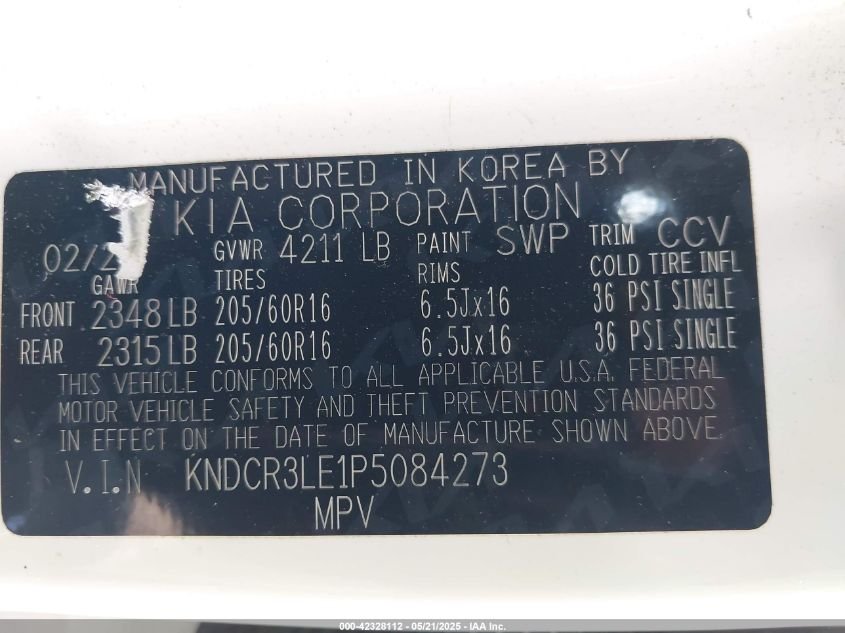 MANUFACTURED IN KOREA BY
KIA CORPORATION
02/2 GVWR 4211 LB PAINT SWP TRIM CCV
GAWR TIRES RIMS COLD TIRE INFL
FRONT 2348 LB 205/60R16 6.5Jx16 36 PSI SINGLE
REAR 2315 LB 205/60R16 6.5Jx16 36 PSI SINGLE
THIS VEHICLE CONFORMS TO ALL APPLICABLE U.S.A. FEDERAL
MOTOR VEHICLE SAFETY AND THEFT PREVENTION STANDARDS
IN EFFECT ON THE DATE OF MANUFACTURE SHOWN ABOVE.
V.I.N KNDCR3LE1P5084273
MPV
000-42328112 - 05/21/2025 - IAA Inc.